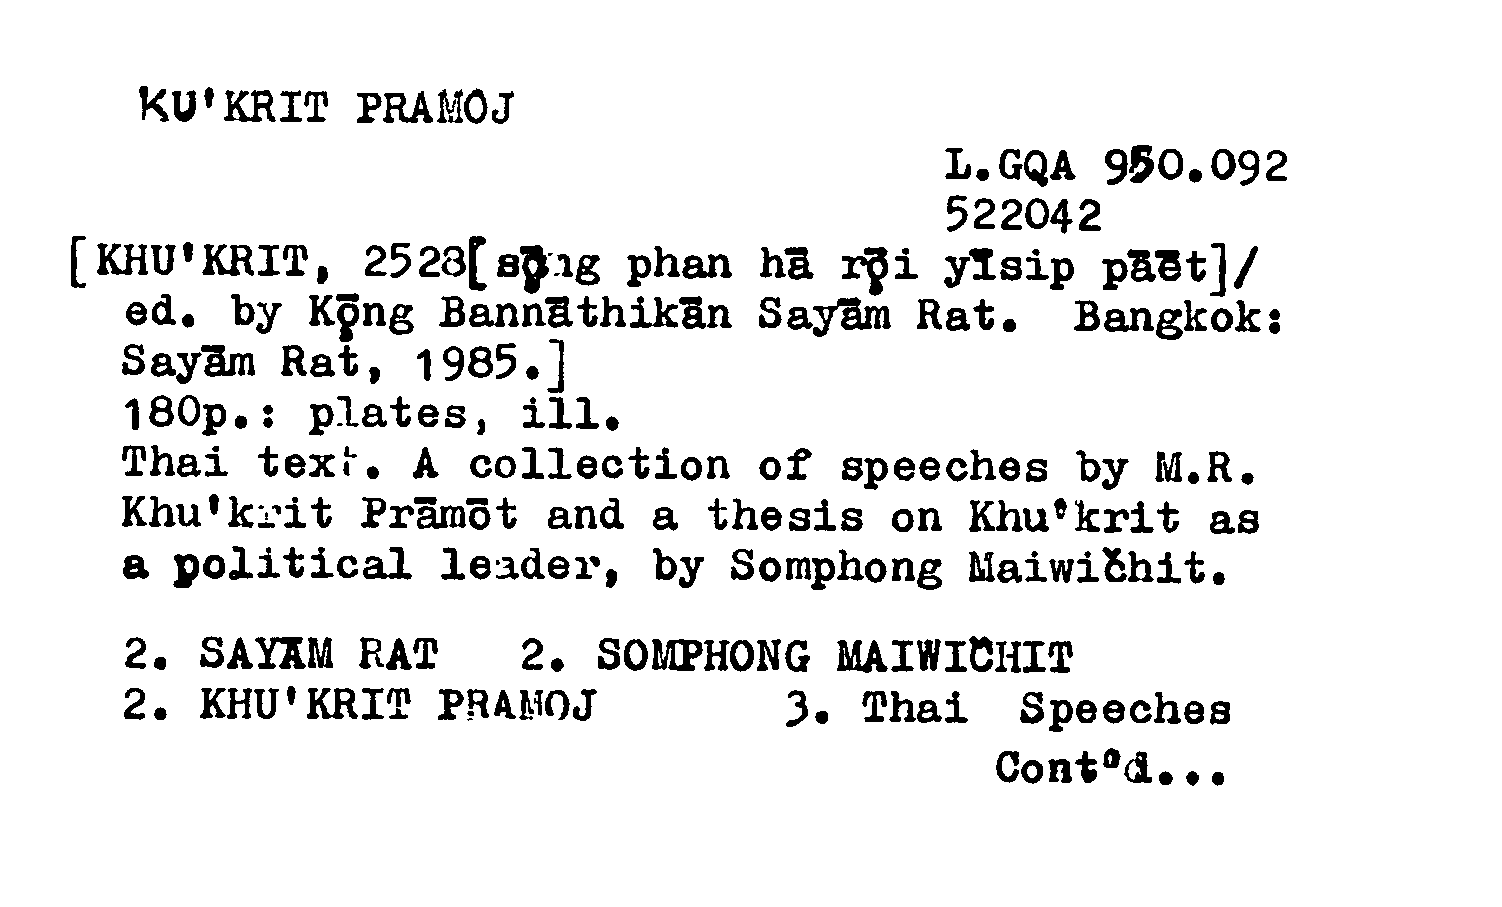 KU'KRIT PRAMOJ
L.GQA 950.092
522042
[KHU'KRIT, 2528[sǭng phan hā rǭi yīsip pāēt]/
ed. by Kǭng Bannāthikān Sayām Rat. Bangkok:
Sayām Rat, 1985.]
180p.: plates, ill.
Thai text. A collection of speeches by M.R.
Khu'krit Prāmōt and a thesis on Khu'krit as
a political leader, by Somphong Maiwičhit.
2. SAYĀM RAT 2. SOMPHONG MAIWIČHIT
2. KHU'KRIT PRAMOJ 3. Thai Speeches
Cont'd...